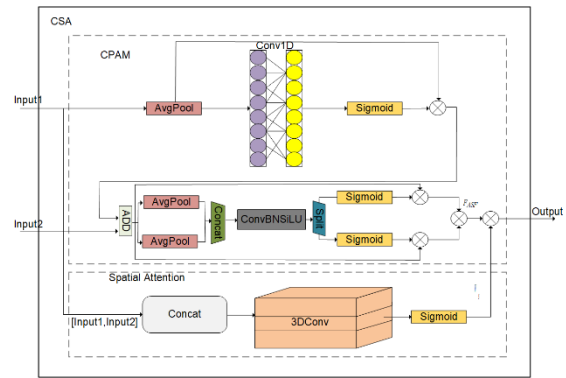 CSA
CPAM
Conv1D
Input1
AvgPool
Sigmoid
ADD
AvgPool
AvgPool
Concat
ConvBNSiLU
Split
Sigmoid
Sigmoid
F_ASF
Output
Input2
Spatial Attention
[Input1,Input2]
Concat
3DConv
Sigmoid